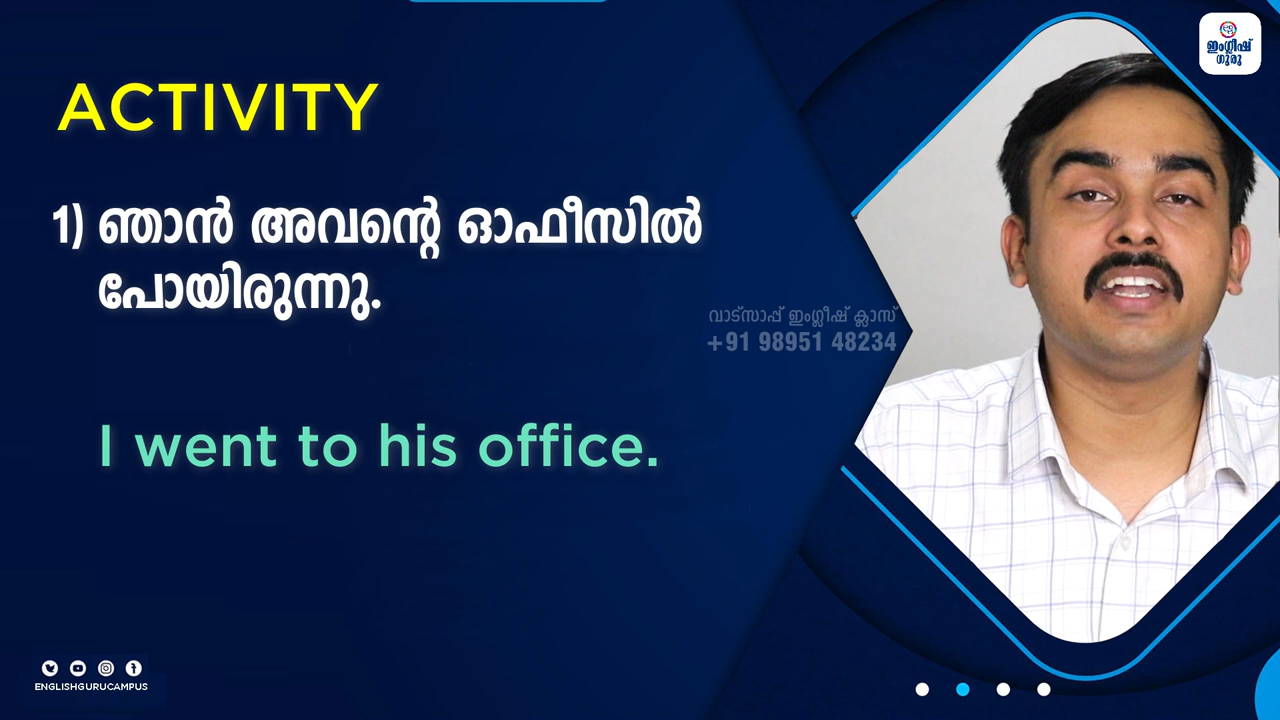 ഇംഗ്ലീഷ്
ഗുരു
ACTIVITY
1) ഞാൻ അവന്റെ ഓഫീസിൽ
പോയിരുന്നു.
വാട്സാപ്പ് ഇംഗ്ലീഷ് ക്ലാസ്
+91 98951 48234
I went to his office.
ENGLISHGURUCAMPUS